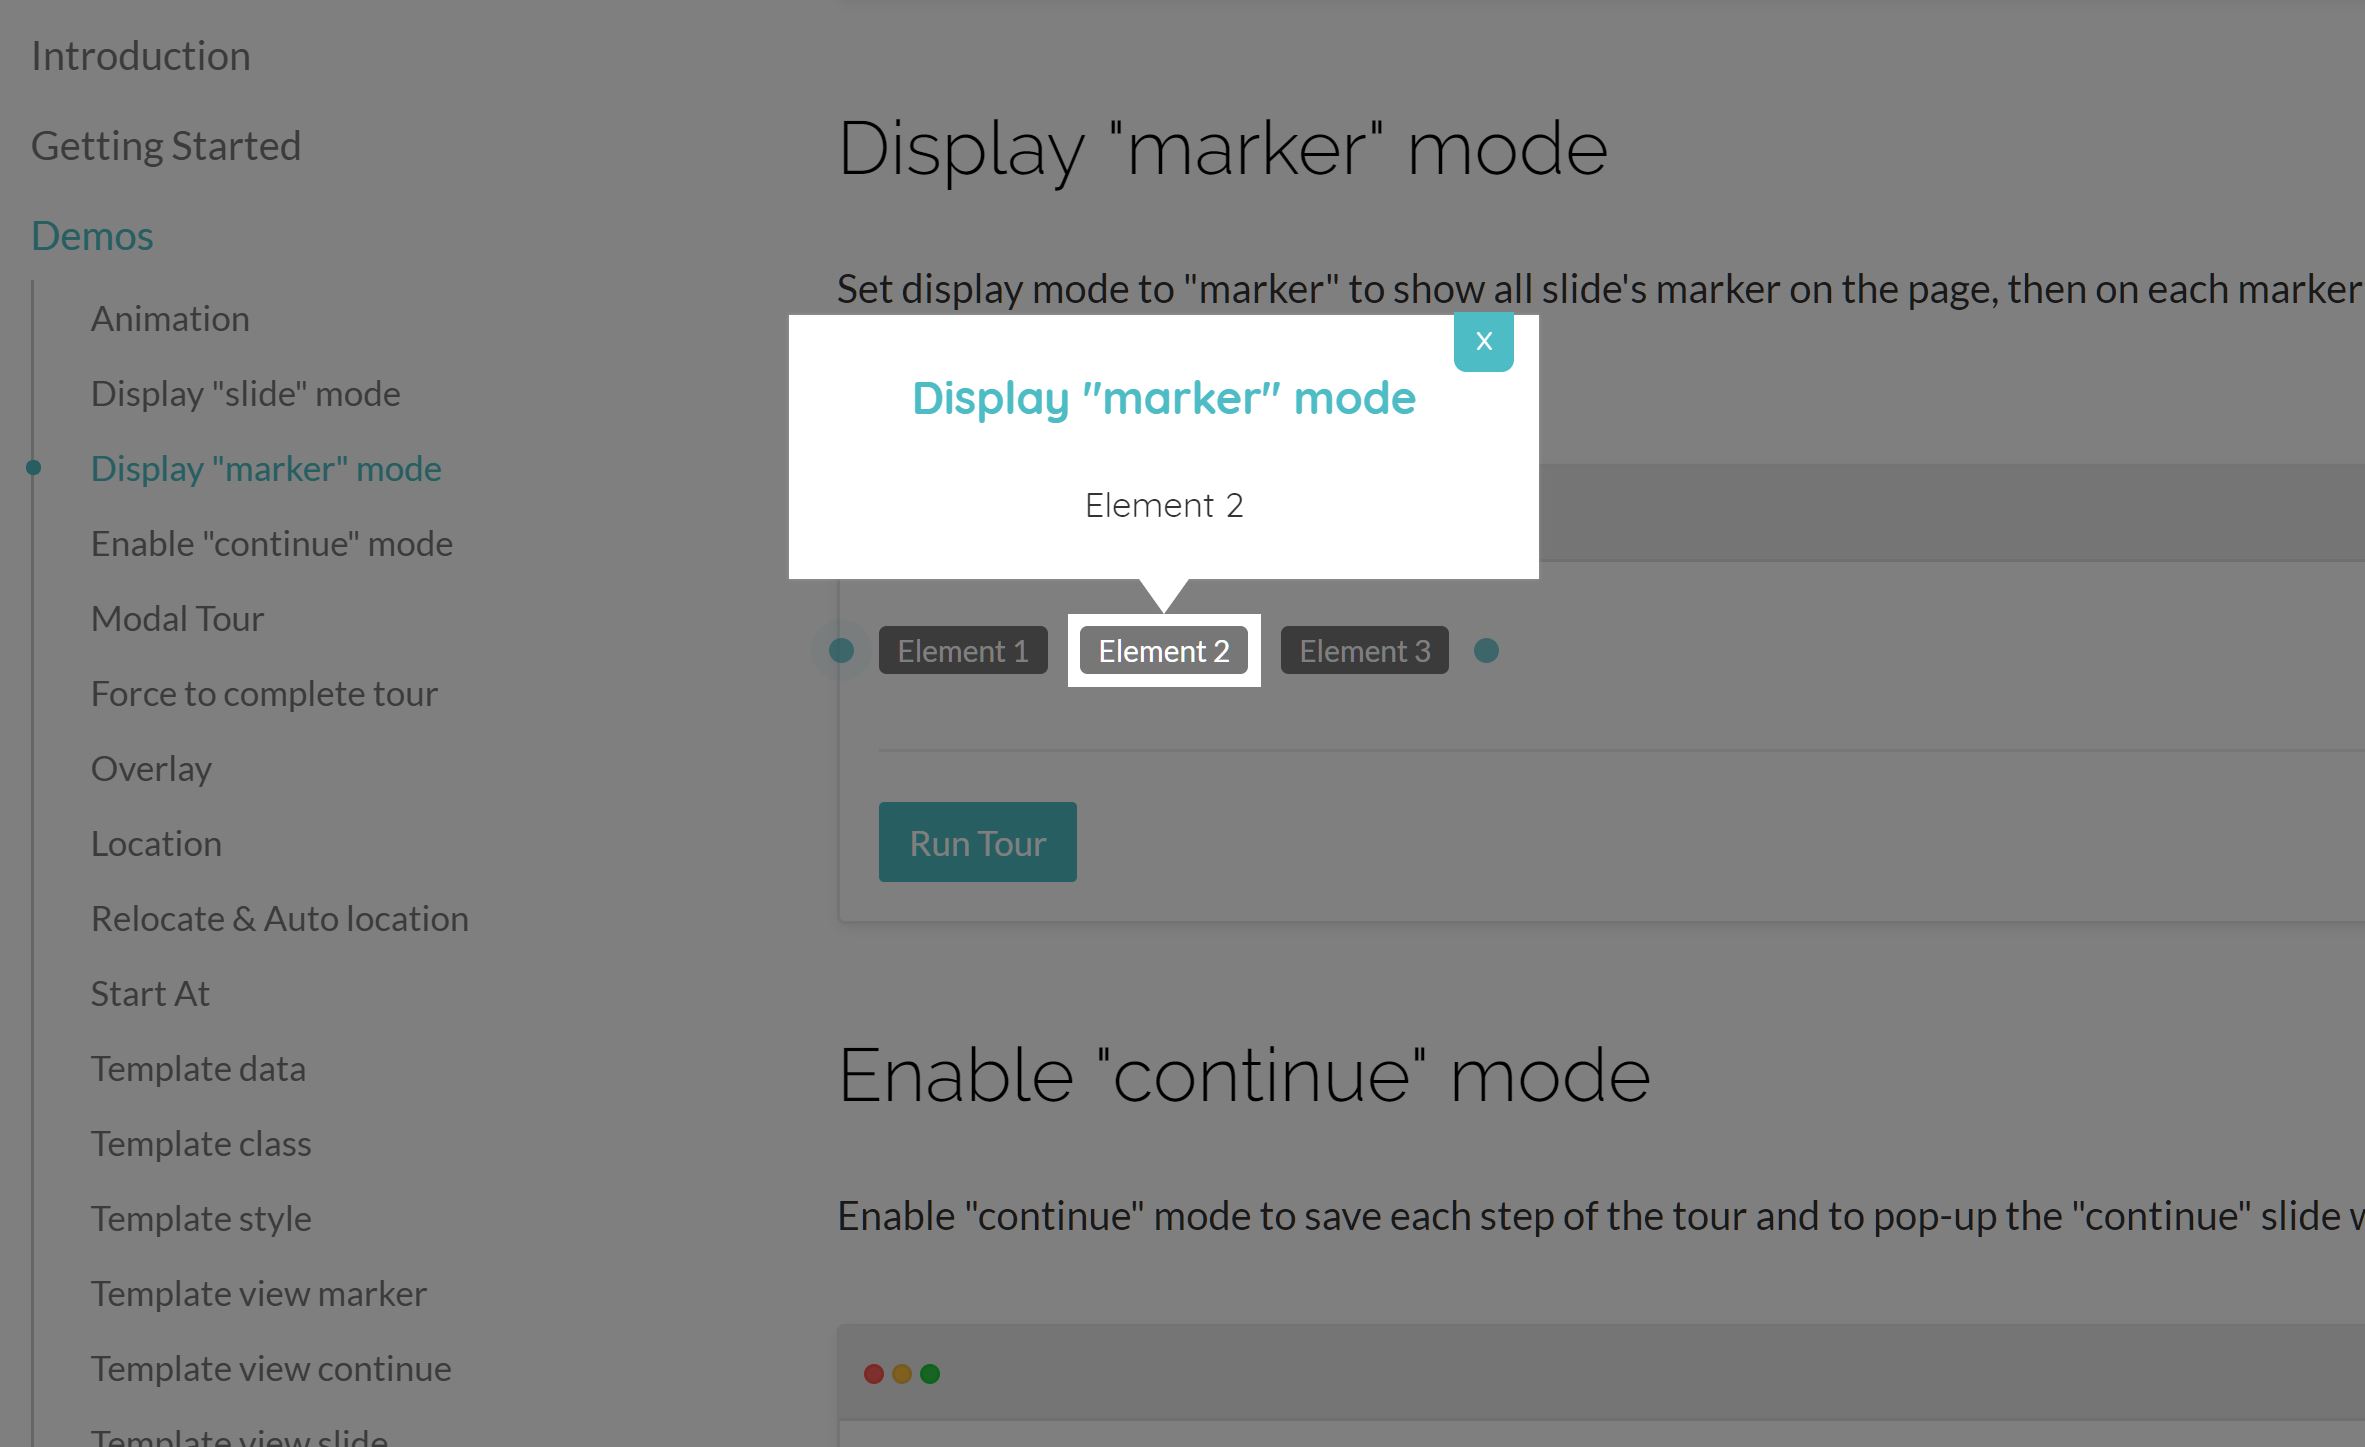 Introduction
Getting Started
Demos
Animation
Display "slide" mode
Display "marker" mode
Enable "continue" mode
Modal Tour
Force to complete tour
Overlay
Location
Relocate & Auto location
Start At
Template data
Template class
Template style
Template view marker
Template view continue
Template view slide
Display "marker" mode
Set display mode to "marker" to show all slide's marker on the page, then on each marker
X
Display "marker" mode
Element 2
Element 1
Element 2
Element 3
Run Tour
Enable "continue" mode
Enable "continue" mode to save each step of the tour and to pop-up the "continue" slide